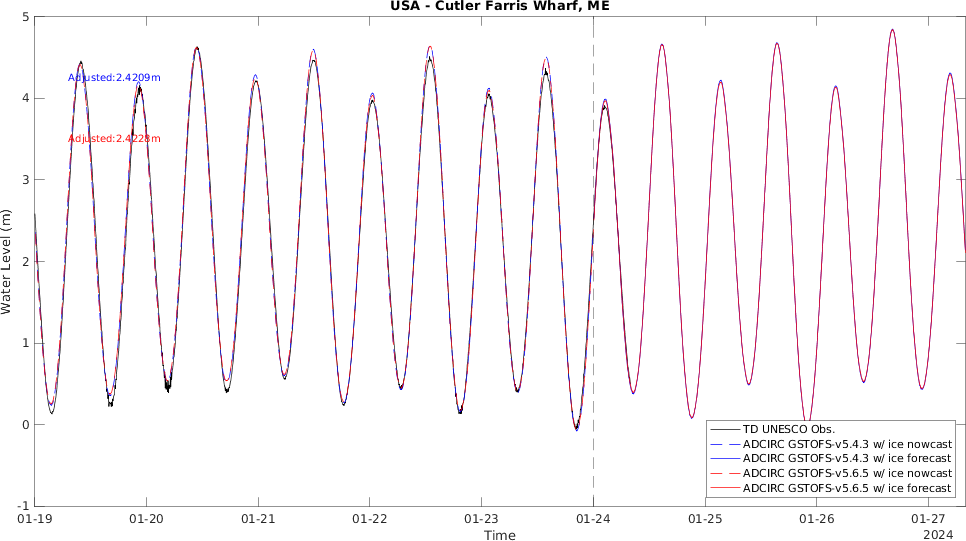 USA - Cutler Farris Wharf, ME
5
4
3
2
1
0
-1
Water Level (m)
Adjusted:2.4209m
Adjusted:2.4228m
TD UNESCO Obs.
ADCIRC GSTOFS-v5.4.3 w/ ice nowcast
ADCIRC GSTOFS-v5.4.3 w/ ice forecast
ADCIRC GSTOFS-v5.6.5 w/ ice nowcast
ADCIRC GSTOFS-v5.6.5 w/ ice forecast
01-19 01-20 01-21 01-22 01-23 01-24 01-25 01-26 01-27
Time
2024